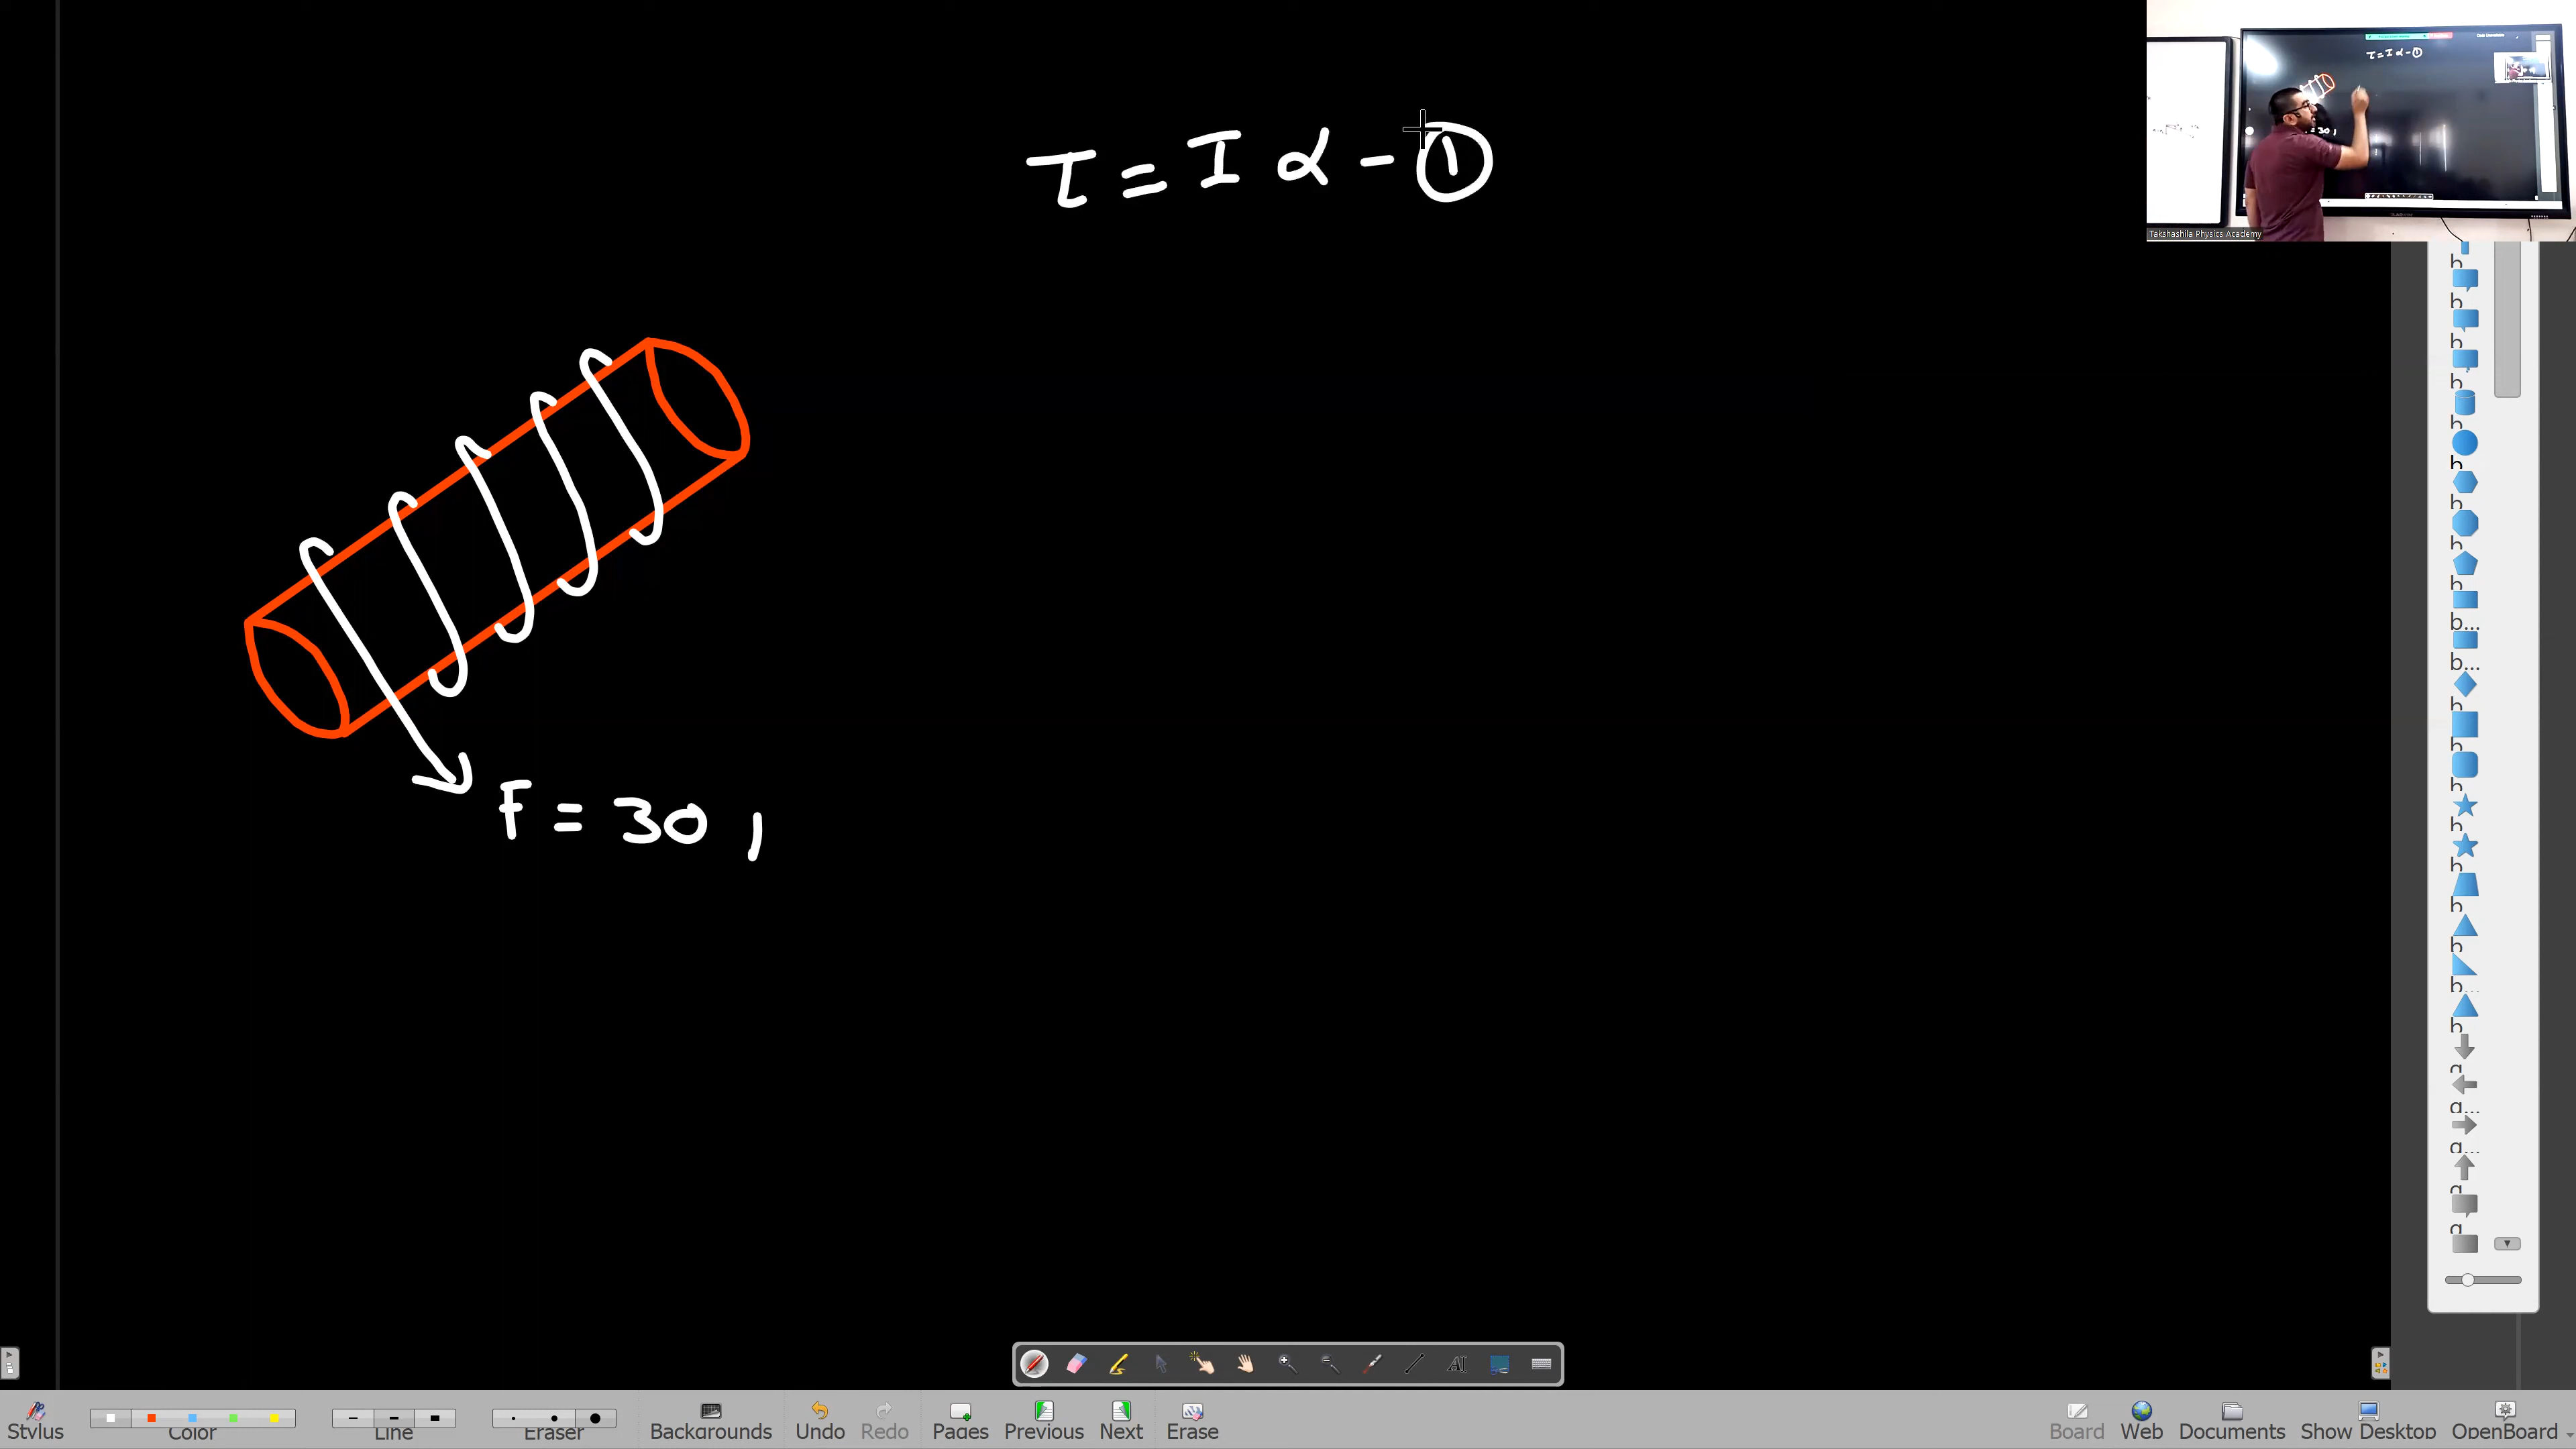 τ = I α - ①
F = 30 ,
Takshashila Physics Academy
b
b
b
b
b
b
b
b
b
b...
b...
b
b
b
b
b
b
b
b...
b
a
a...
a...
a
a
Stylus Color Line Eraser Backgrounds Undo Redo Pages Previous Next Erase Board Web Documents Show Desktop OpenBoard